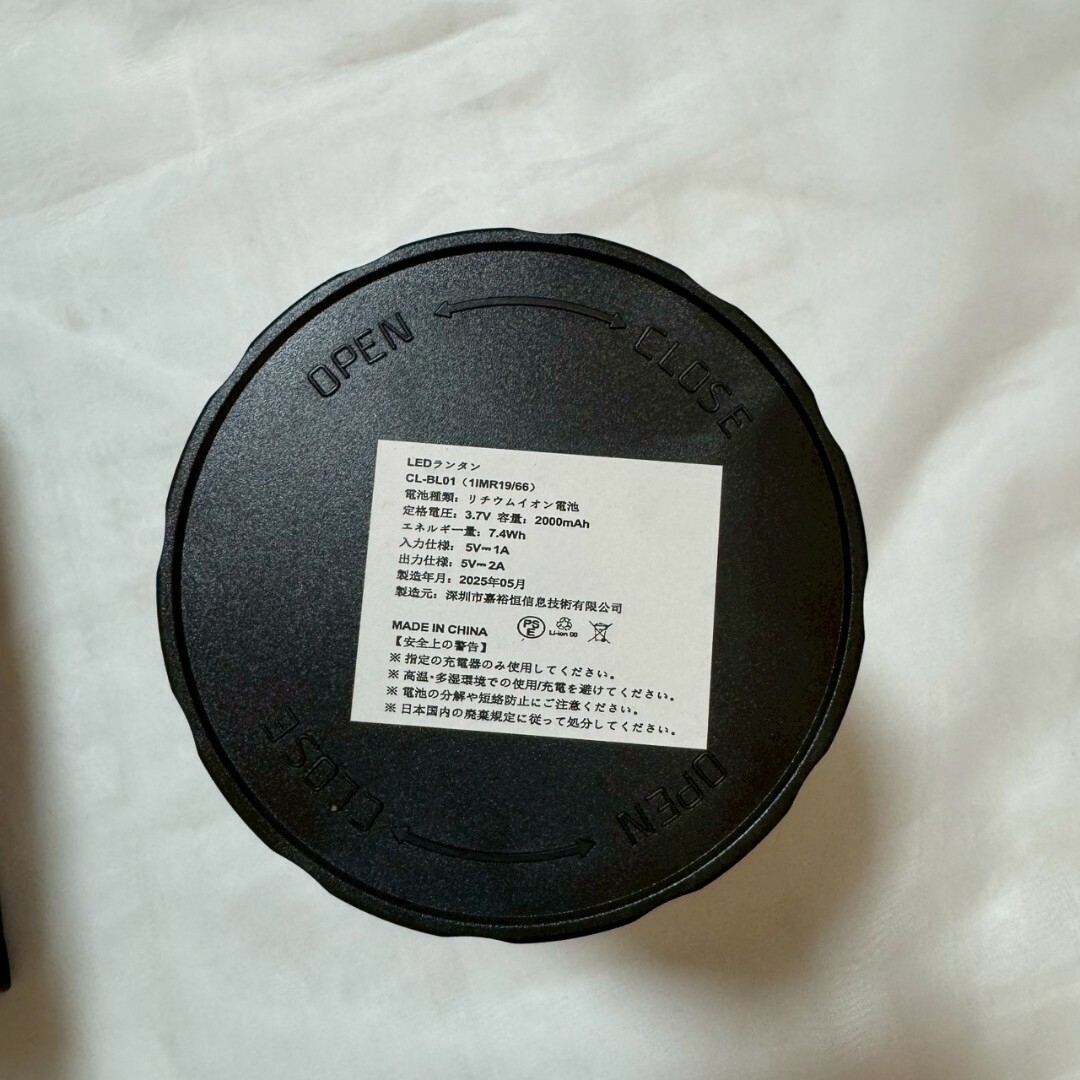 OPEN
CLOSE
LEDランタン
CL-BL01（1IMR19/66）
電池種類：リチウムイオン電池
定格電圧：3.7V 容量：2000mAh
エネルギー量：7.4Wh
入力仕様： 5V⎓1A
出力仕様：5V⎓2A
製造年月：2025年05月
製造元：深圳市嘉裕恒信息技術有限公司
MADE IN CHINA
PS
E
Li-ion 00
【安全上の警告】
※ 指定の充電器のみ使用してください。
※ 高温・多湿環境での使用/充電を避けてください。
※ 電池の分解や短絡防止にご注意ください。
※ 日本国内の廃棄規定に従って処分してください。
CLOSE
OPEN